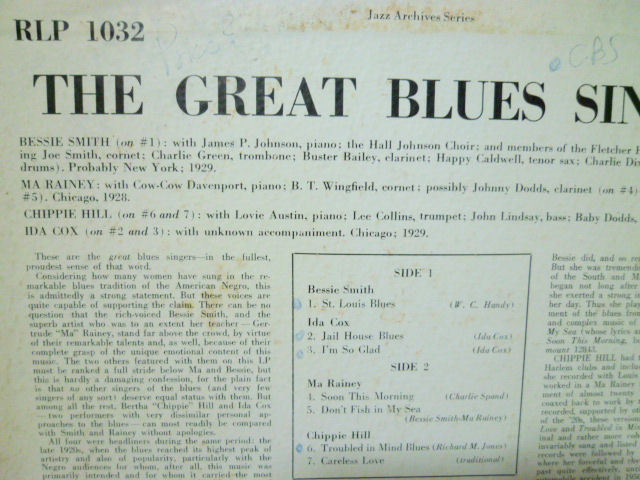 Jazz Archives Series
RLP 1032
CBS
THE GREAT BLUES SIN
BESSIE SMITH (on #1): with James P. Johnson, piano; the Hall Johnson Choir; and members of the Fletcher H
ing Joe Smith, cornet; Charlie Green, trombone; Buster Bailey, clarinet; Happy Caldwell, tenor sax; Charlie Dix
drums). Probably New York; 1929.
MA RAINEY: with Cow-Cow Davenport, piano; B. T. Wingfield, cornet; possibly Johnny Dodds, clarinet (on #4)
#5). Chicago, 1928.
CHIPPIE HILL (on #6 and 7): with Lovie Austin, piano; Lee Collins, trumpet; John Lindsay, bass; Baby Dodds,
IDA COX (on #2 and 3): with unknown accompaniment. Chicago; 1929.
These are the great blues singers—in the fullest,
proudest sense of that word.
Considering how many women have sung in the re-
markable blues tradition of the American Negro, this
is admittedly a strong statement. But these voices are
quite capable of supporting the claim. There can be no
question that the rich-voiced Bessie Smith, and the
superb artist who was to an extent her teacher—Ger-
trude "Ma" Rainey, stand far above the crowd, by virtue
of their remarkable talents and, as well, because of their
complete grasp of the unique emotional content of this
music. The two others featured with them on this LP
must be ranked a full stride below Ma and Bessie, but
this is hardly a damaging confession, for the plain fact
is that no other singers of the blues (and very few
singers of any sort) deserve equal status with them. But
among all the rest, Bertha "Chippie" Hill and Ida Cox
—two performers with very dissimilar personal ap-
proaches to the blues—can most readily be compared
with Smith and Rainey without apologies.
All four were headliners during the same period: the
late 1920s, when the blues reached its highest peak of
artistry and also of popularity, particularly with the
Negro audiences for whom, after all, this music was
primarily intended and for whom it carried the most
SIDE 1
Bessie Smith
1. St. Louis Blues (W. C. Handy)
Ida Cox
2. Jail House Blues (Ida Cox)
3. I'm So Glad (Ida Cox)
SIDE 2
Ma Rainey
4. Soon This Morning (Charlie Spand)
5. Don't Fish in My Sea
(Bessie Smith-Ma Rainey)
Chippie Hill
6. Troubled in Mind Blues (Richard M. Jones)
7. Careless Love (traditional)
Bessie did, and so re
But she was tremendo
of the South and M
began not long after
she exerted a strong i
her day. Thus she play
ment of the blues from
and complex music of
My Sea (whose lyrics a
Soon This Morning, b
mount 12843.
CHIPPIE HILL had
Harlem clubs and inclu
she recorded with Louis
worked in a Ma Rainey
ment of almost twenty
coaxed back to work by
recorded, supported by
of the '20s, these version
Love and Troubled in Min
inal and rather more
invariable song and listed
records were followed by
where her forceful and
past quite effectively, and